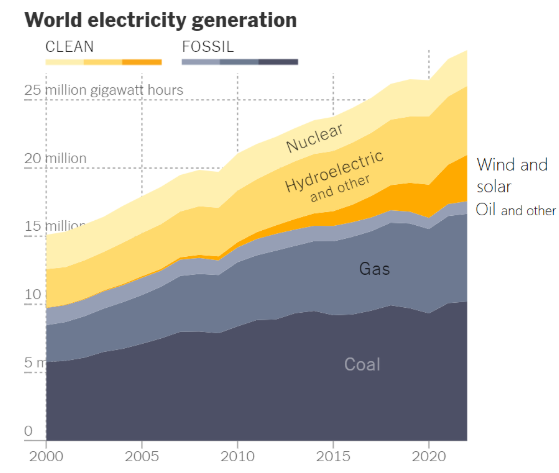 World electricity generation
CLEAN
FOSSIL
25 million gigawatt hours
20 million
15 million
10
5 m
0
Nuclear
Hydroelectric
and other
Wind and
solar
Oil and other
Gas
Coal
2000
2005
2010
2015
2020